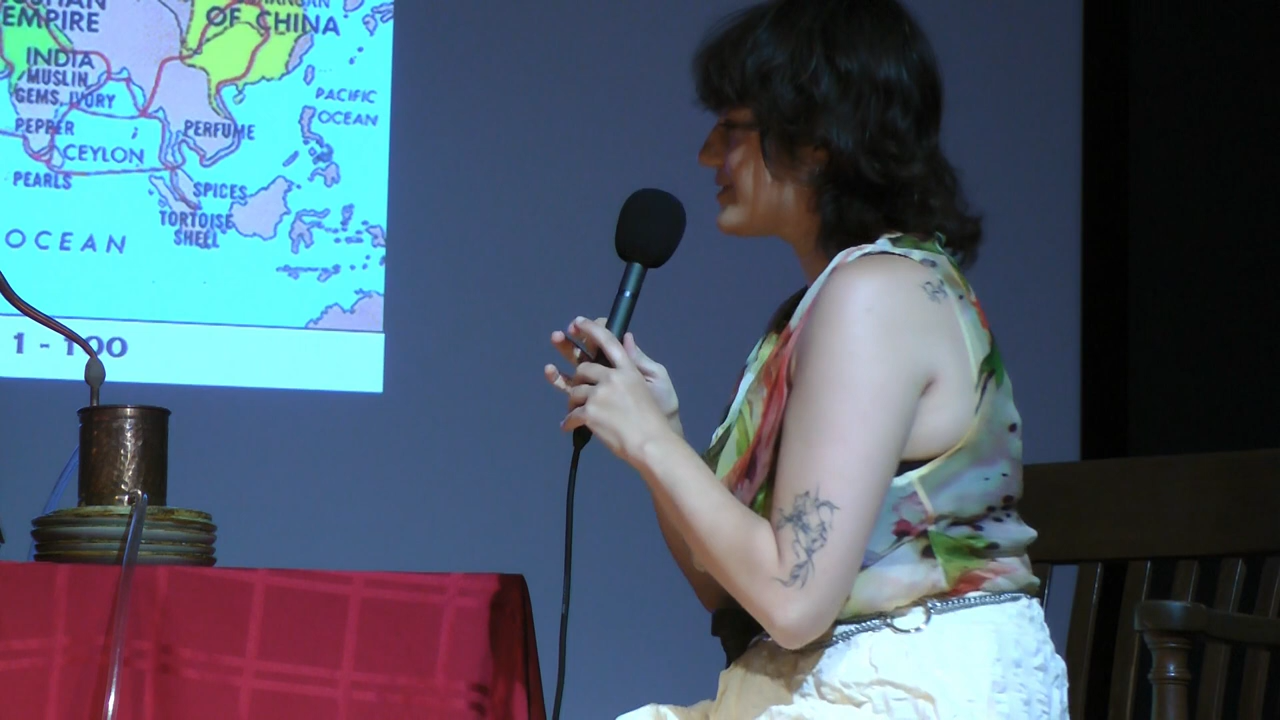 EMPIRE
OF CHINA
INDIA
MUSLIN
GEMS, IVORY
PACIFIC
OCEAN
PEPPER
PERFUME
CEYLON
PEARLS
SPICES
TORTOISE
SHELL
OCEAN
1 - 100